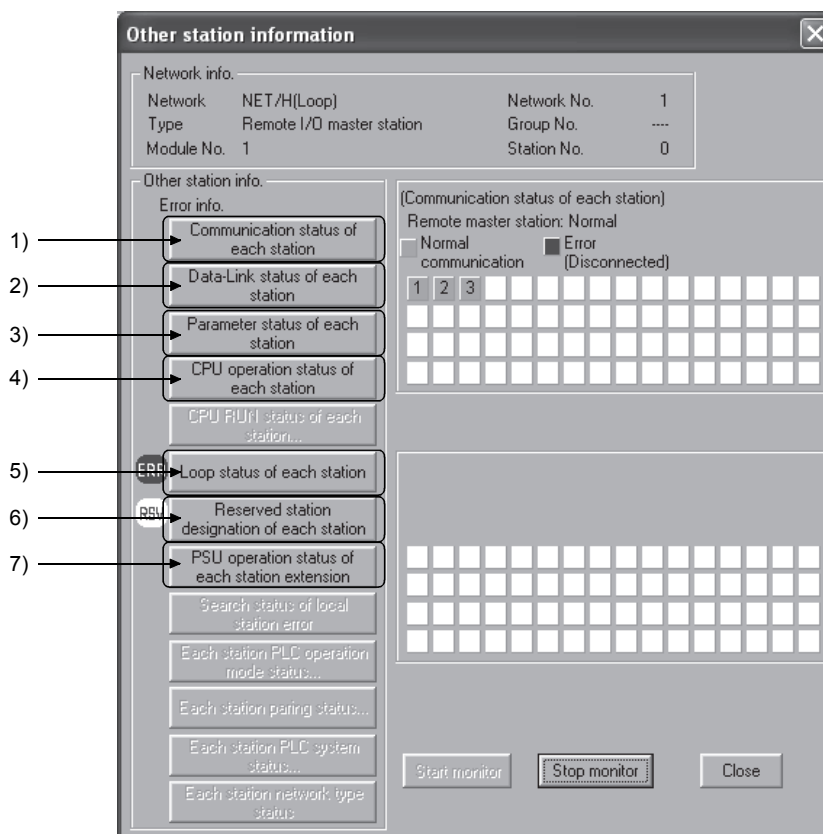 Other station information
Network info.
Network NET/H(Loop) Network No. 1
Type Remote I/O master station Group No. ----
Module No. 1 Station No. 0
Other station info.
Error info.
1) Communication status of
each station
2) Data-Link status of each
station
3) Parameter status of each
station
4) CPU operation status of
each station
CPU RUN status of each
station...
5) ERR Loop status of each station
6) RSV Reserved station
designation of each station
7) PSU operation status of
each station extension
Search status of local
station error
Each station PLC operation
mode status...
Each station paring status...
Each station PLC system
status...
Each station network type
status
(Communication status of each station)
Remote master station: Normal
Normal
communication
Error
(Disconnected)
1 2 3
Start monitor Stop monitor Close